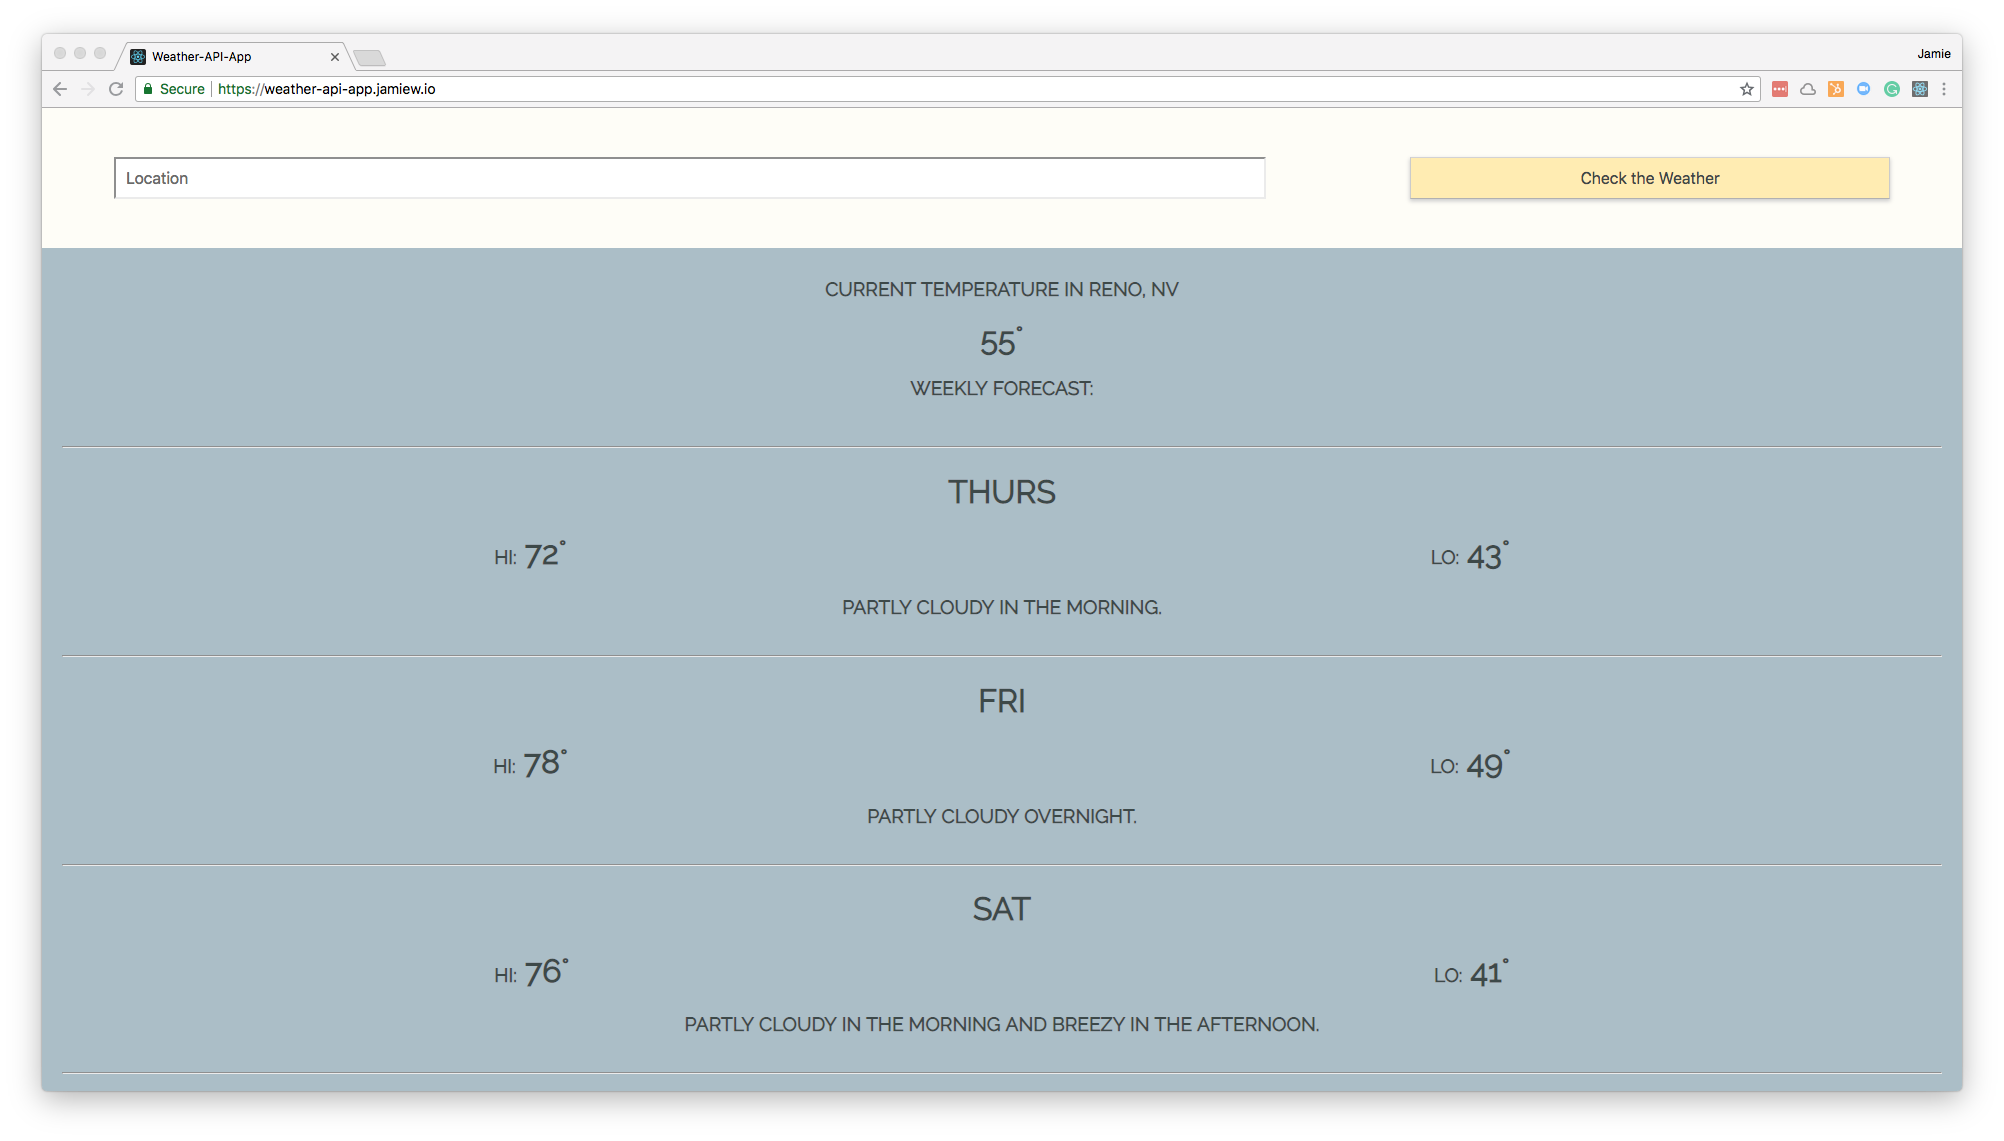 Weather-API-App
Jamie
Secure
https://weather-api-app.jamiew.io
Location
Check the Weather
CURRENT TEMPERATURE IN RENO, NV
55°
WEEKLY FORECAST:
THURS
HI: 72° LO: 43°
PARTLY CLOUDY IN THE MORNING.
FRI
HI: 78° LO: 49°
PARTLY CLOUDY OVERNIGHT.
SAT
HI: 76° LO: 41°
PARTLY CLOUDY IN THE MORNING AND BREEZY IN THE AFTERNOON.